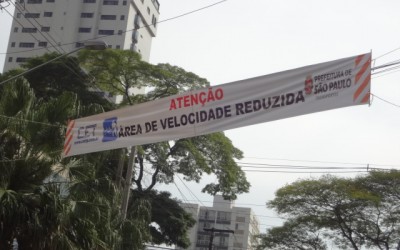 ATENÇÃO
ÁREA DE VELOCIDADE REDUZIDA
CET
PREFEITURA DE
SÃO PAULO